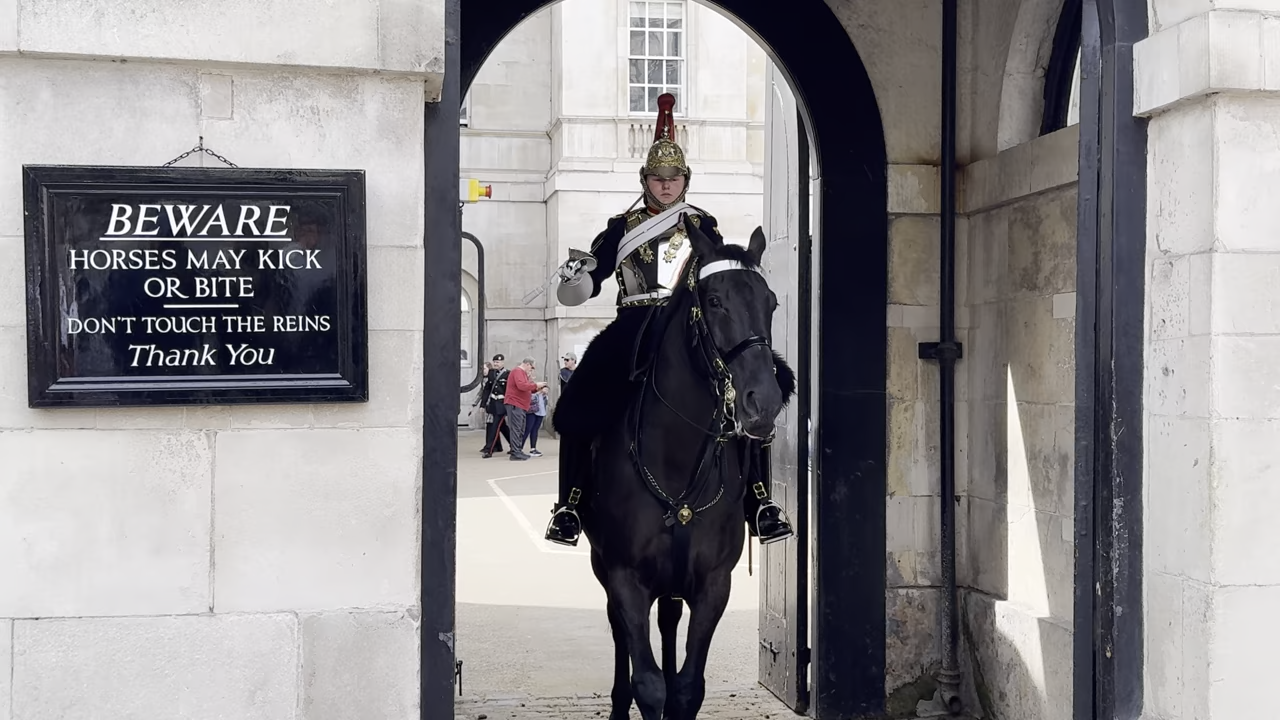 BEWARE
HORSES MAY KICK
OR BITE
DON'T TOUCH THE REINS
Thank You